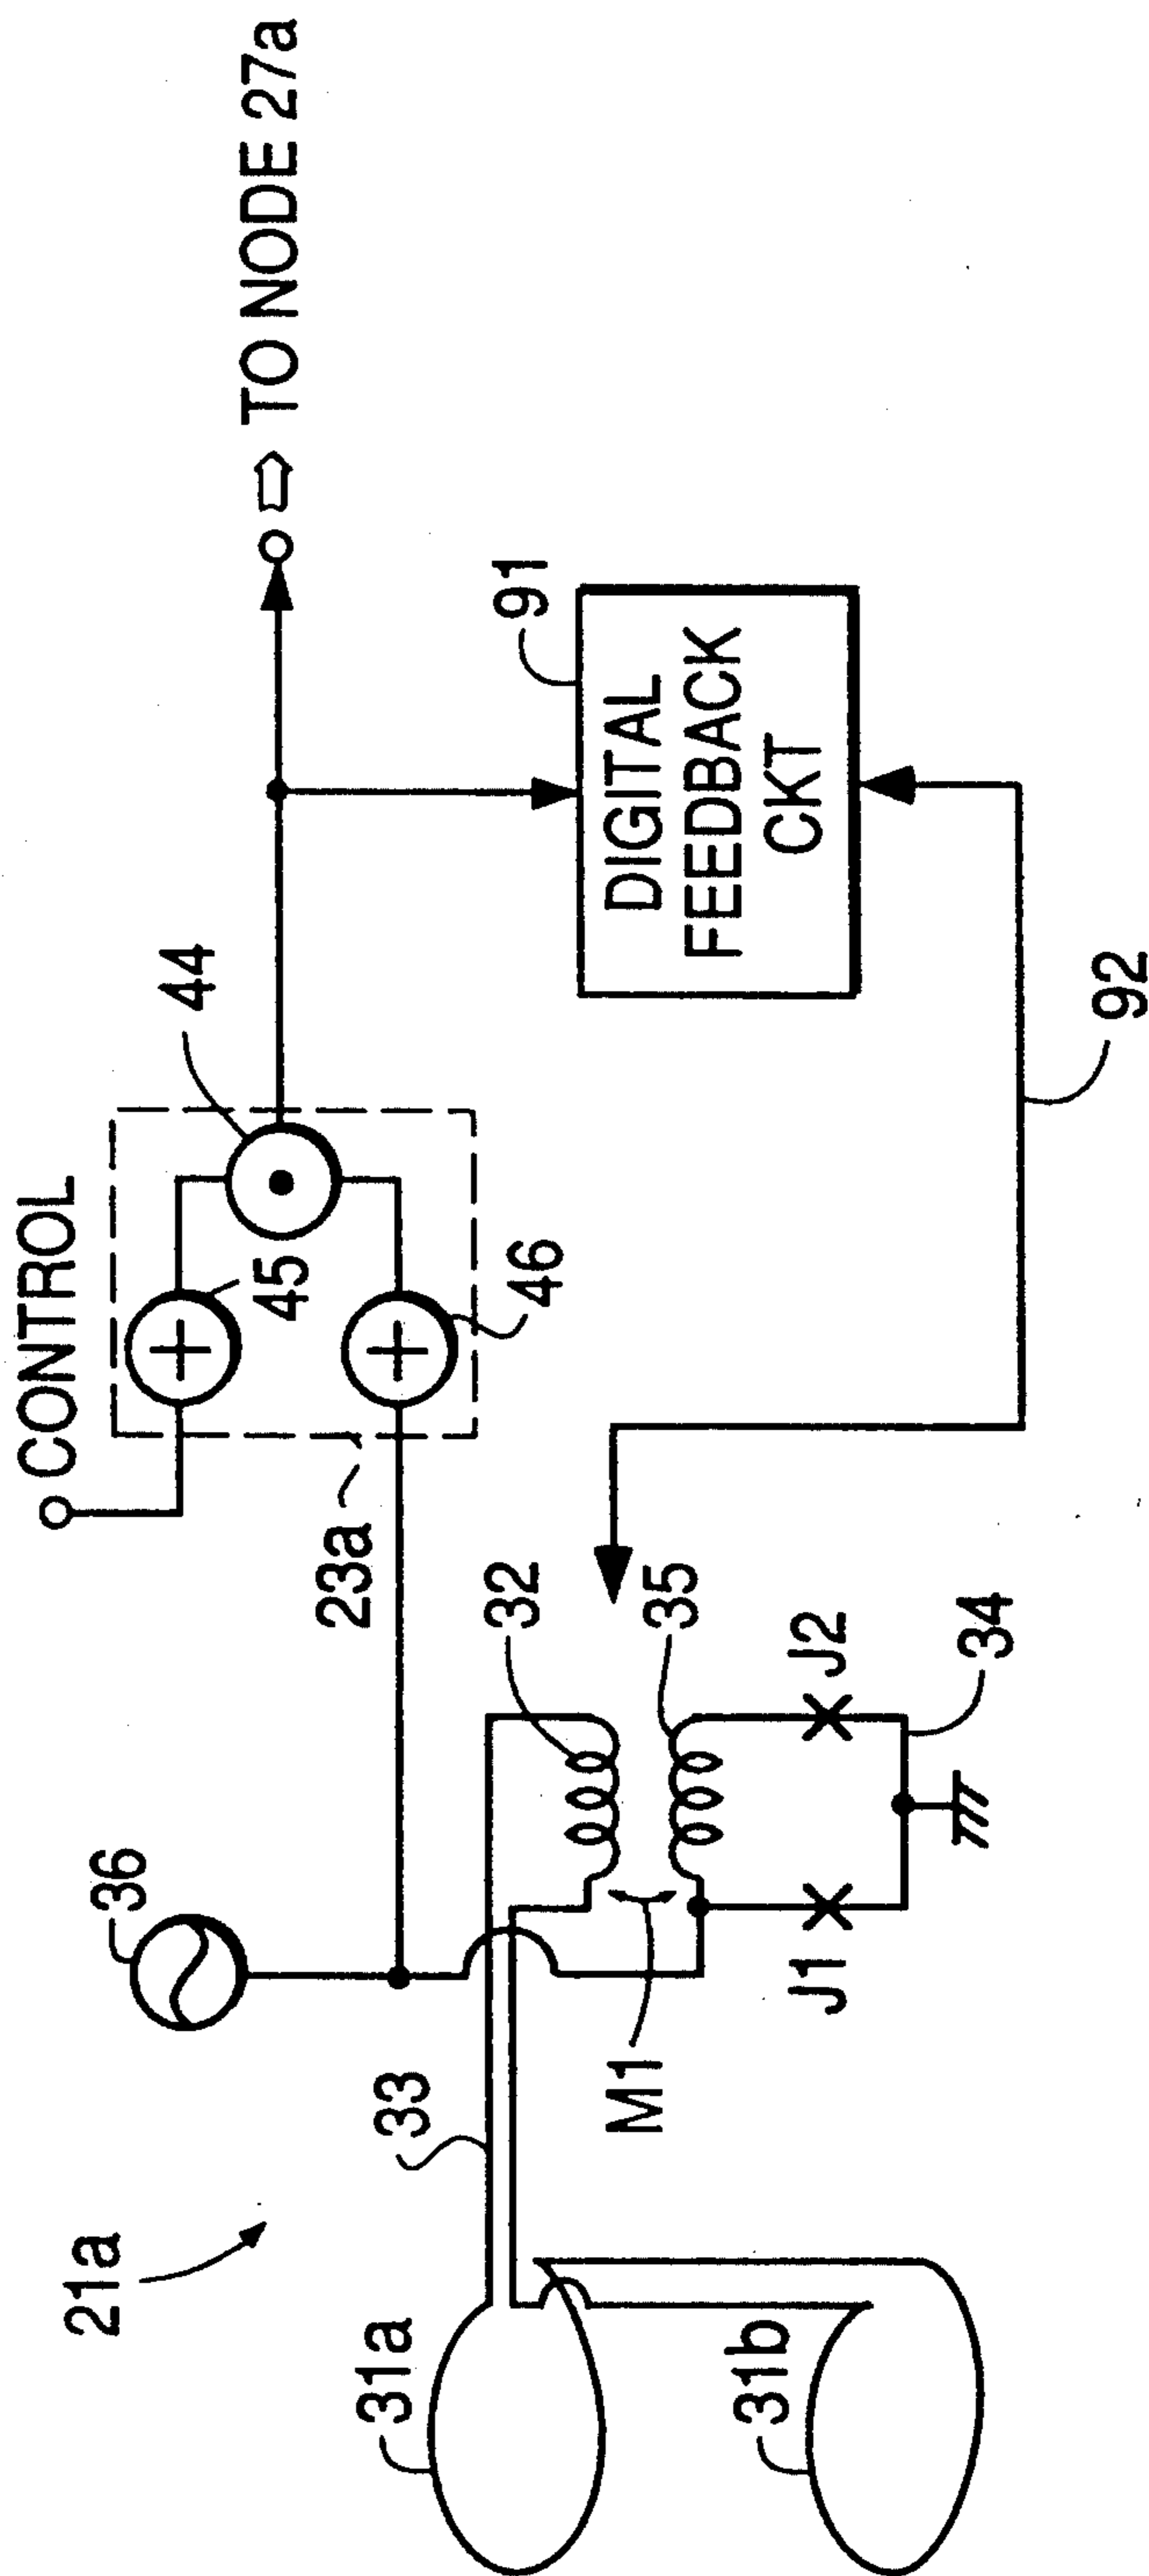 21a
36
CONTROL
44
TO NODE 27a
45
23a
46
31a
33
32
91
DIGITAL
FEEDBACK
CKT
M1
35
31b
J1
J2
34
92